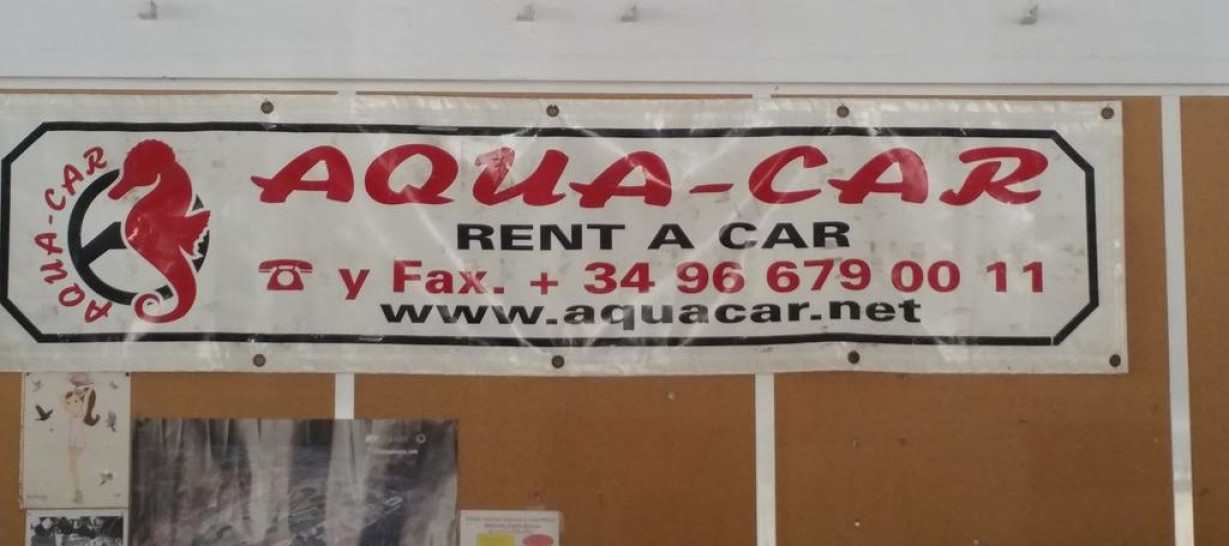 AQUA-CAR
AQUA-CAR
RENT A CAR
☎ y Fax. + 34 96 679 00 11
www.aquacar.net